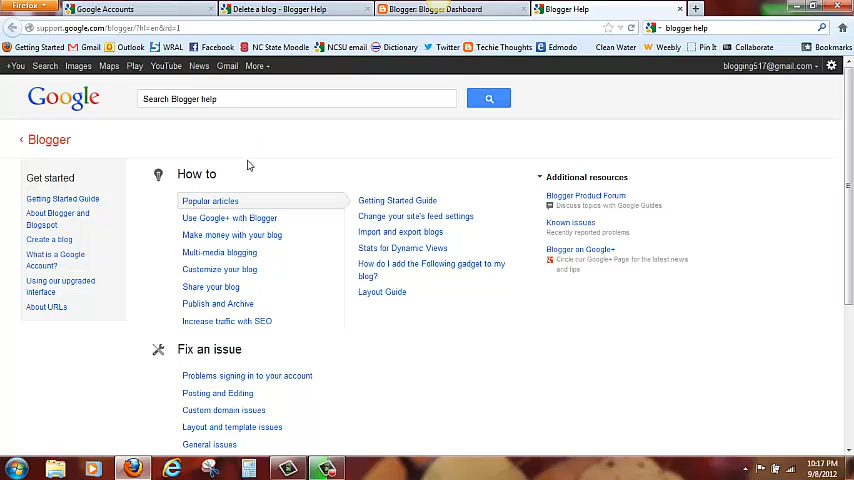 Firefox
Google Accounts
Delete a blog - Blogger Help
Blogger: Blogger Dashboard
Blogger Help
support.google.com/blogger/?hl=en&rd=1
blogger help
Getting Started
Gmail
Outlook
WRAL
Facebook
NC State Moodle
NCSU email
Dictionary
Twitter
Techie Thoughts
Edmodo
Clean Water
Weebly
Pin It
Collaborate
Bookmarks
+You Search Images Maps Play YouTube News Gmail More
blogging517@gmail.com
Google
Search Blogger help
‹ Blogger
Get started
Getting Started Guide
About Blogger and
Blogspot
Create a blog
What is a Google
Account?
Using our upgraded
interface
About URLs
How to
Popular articles
Use Google+ with Blogger
Make money with your blog
Multi-media blogging
Customize your blog
Share your blog
Publish and Archive
Increase traffic with SEO
Getting Started Guide
Change your site's feed settings
Import and export blogs
Stats for Dynamic Views
How do I add the Following gadget to my
blog?
Layout Guide
Additional resources
Blogger Product Forum
Discuss topics with Google Guides
Known issues
Recently reported problems
Blogger on Google+
Circle our Google+ Page for the latest news
and tips
Fix an issue
Problems signing in to your account
Posting and Editing
Custom domain issues
Layout and template issues
General issues
10:17 PM
9/8/2012